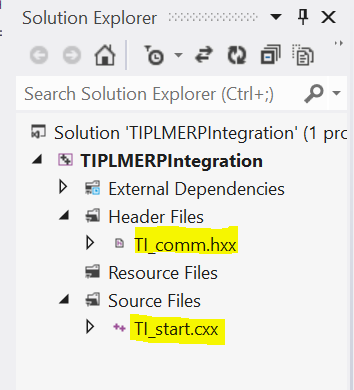 Solution Explorer
Search Solution Explorer (Ctrl+;)
Solution 'TIPLMERPIntegration' (1 pro
TIPLMERPIntegration
External Dependencies
Header Files
TI_comm.hxx
Resource Files
Source Files
TI_start.cxx